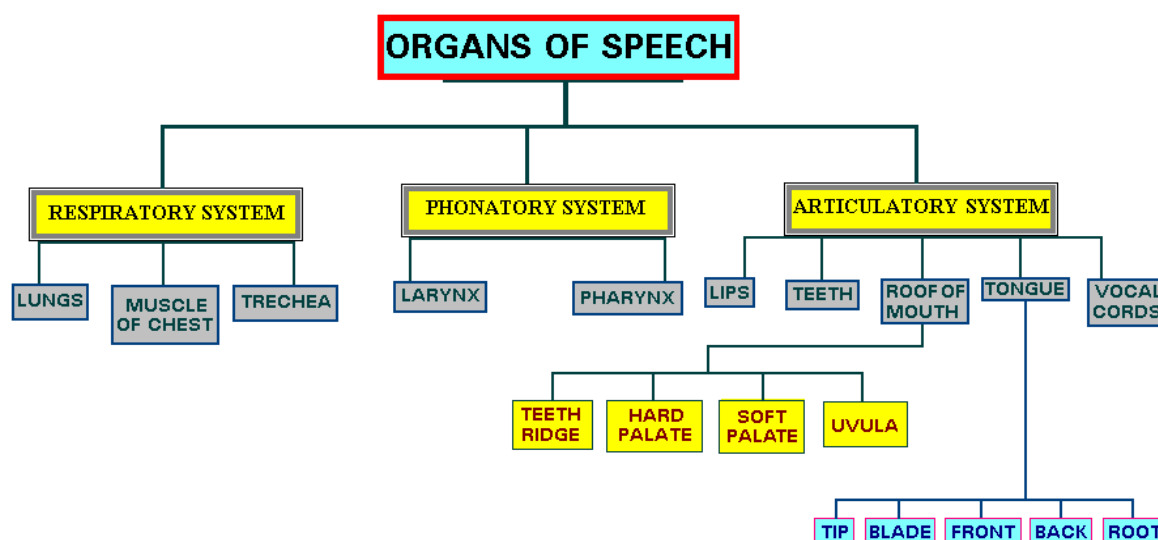 ORGANS OF SPEECH
RESPIRATORY SYSTEM
PHONATORY SYSTEM
ARTICULATORY SYSTEM
LUNGS
MUSCLE
OF CHEST
TRECHEA
LARYNX
PHARYNX
LIPS
TEETH
ROOF OF
MOUTH
TONGUE
VOCAL
CORDS
TEETH
RIDGE
HARD
PALATE
SOFT
PALATE
UVULA
TIP
BLADE
FRONT
BACK
ROOT